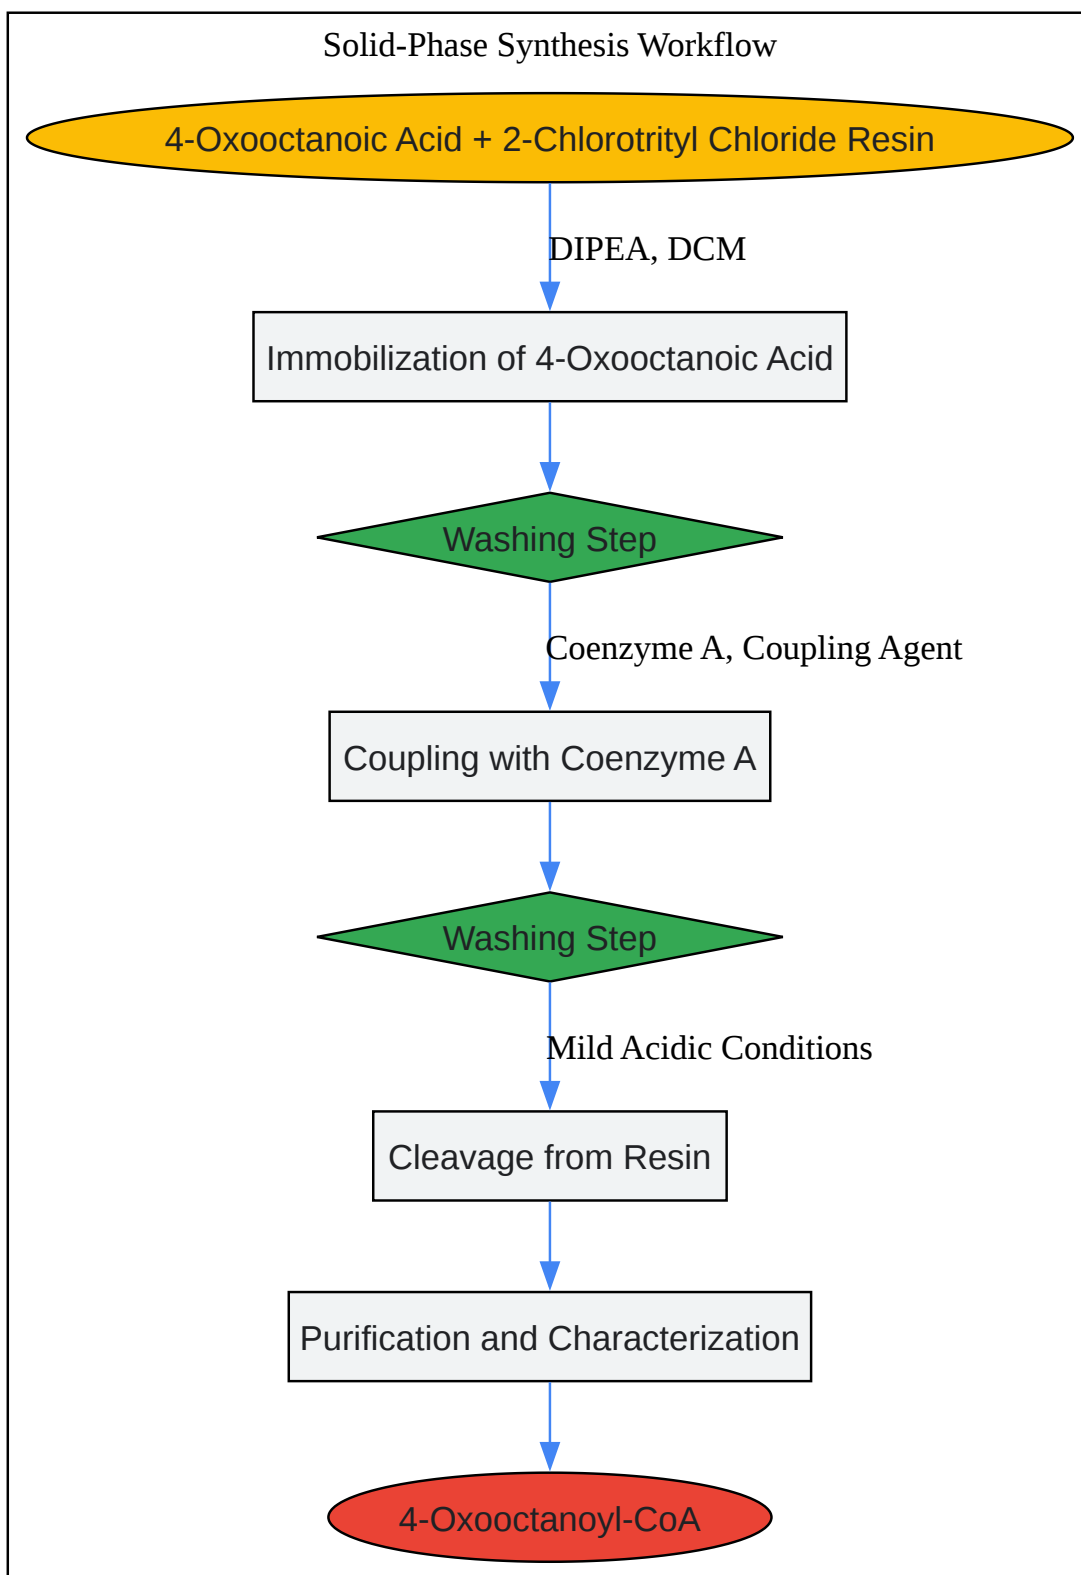 Solid-Phase Synthesis Workflow
4-Oxooctanoic Acid + 2-Chlorotrityl Chloride Resin
DIPEA, DCM
Immobilization of 4-Oxooctanoic Acid
Washing Step
Coenzyme A, Coupling Agent
Coupling with Coenzyme A
Washing Step
Mild Acidic Conditions
Cleavage from Resin
Purification and Characterization
4-Oxooctanoyl-CoA